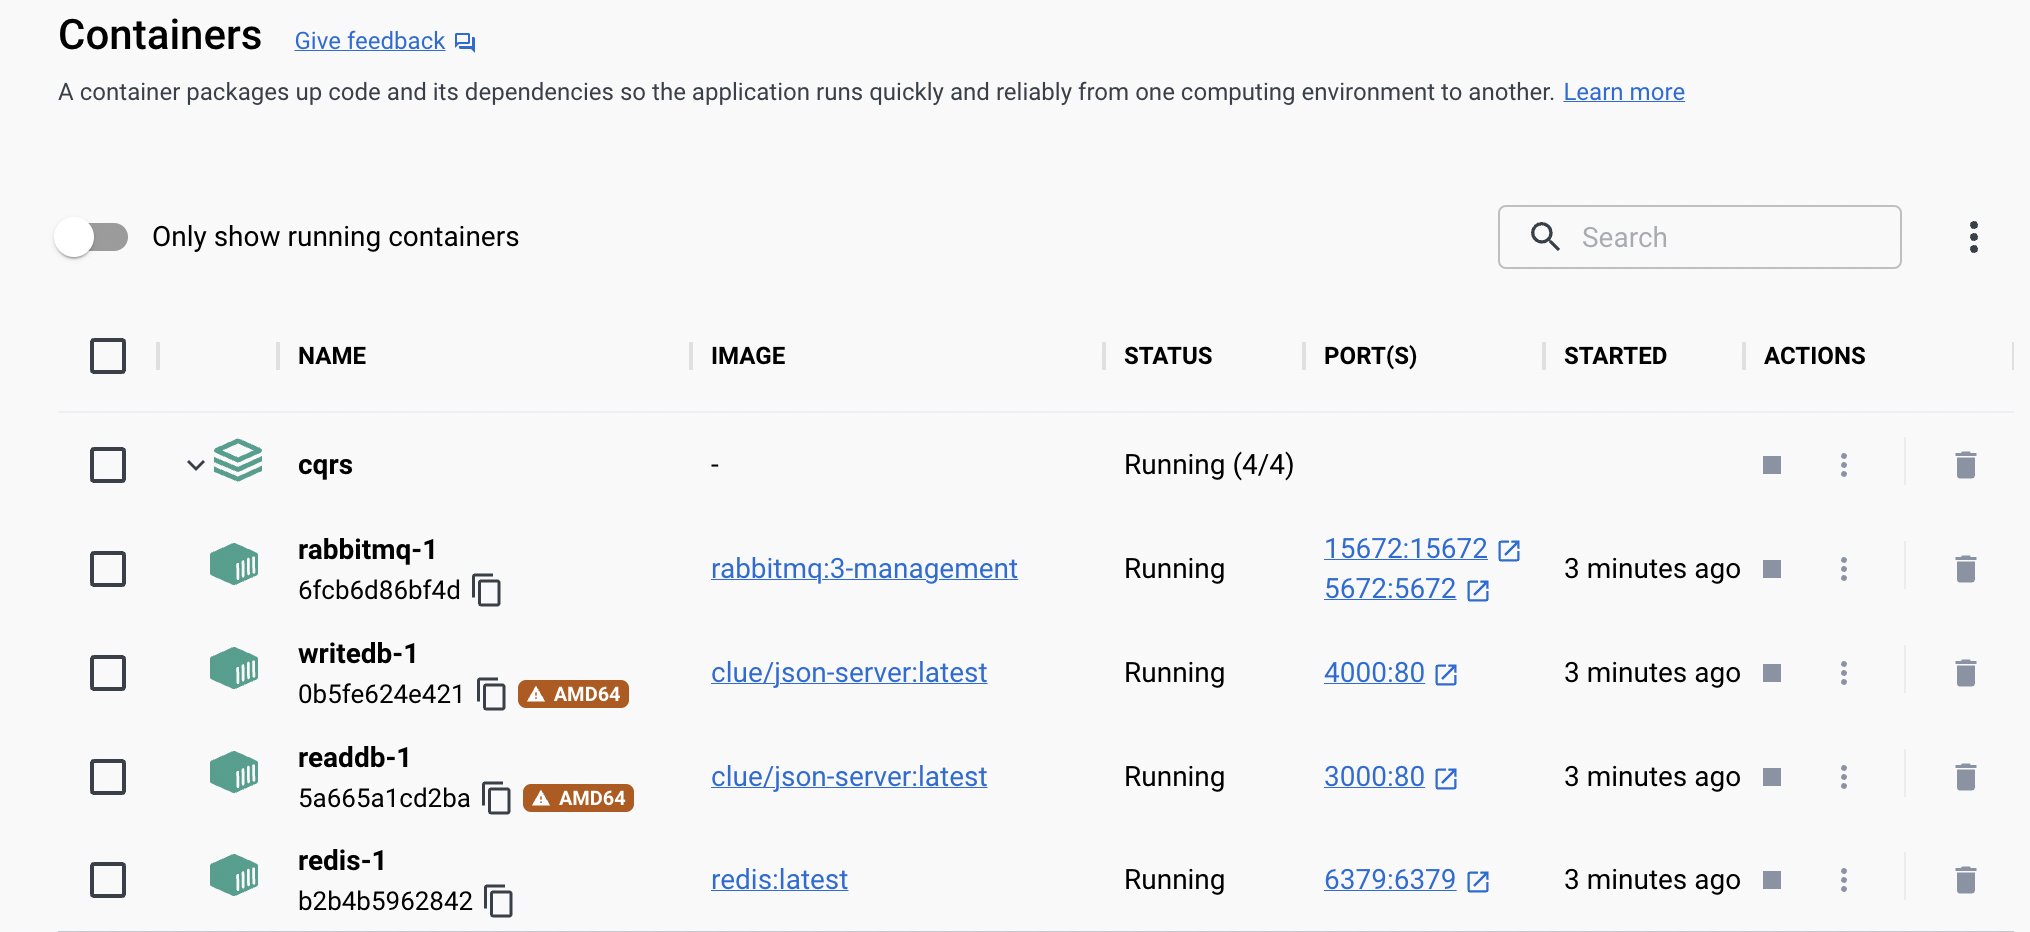 Containers Give feedback
A container packages up code and its dependencies so the application runs quickly and reliably from one computing environment to another. Learn more
Only show running containers Search
NAME IMAGE STATUS PORT(S) STARTED ACTIONS
cqrs - Running (4/4)
rabbitmq-1 15672:15672
rabbitmq:3-management Running 3 minutes ago
6fcb6d86bf4d 5672:5672
writedb-1
clue/json-server:latest Running 4000:80 3 minutes ago
0b5fe624e421 AMD64
readdb-1
clue/json-server:latest Running 3000:80 3 minutes ago
5a665a1cd2ba AMD64
redis-1
redis:latest Running 6379:6379 3 minutes ago
b2b4b5962842